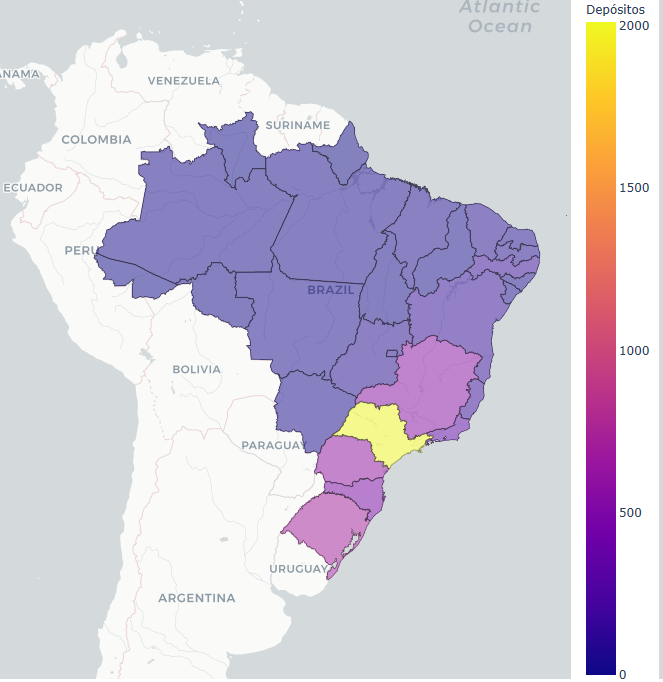 Atlantic
Ocean
Depósitos
2000
ANAMA
VENEZUELA
SURINAME
COLOMBIA
ECUADOR
1500
PERU
BRAZIL
1000
BOLIVIA
PARAGUAY
500
URUGUAY
ARGENTINA
0